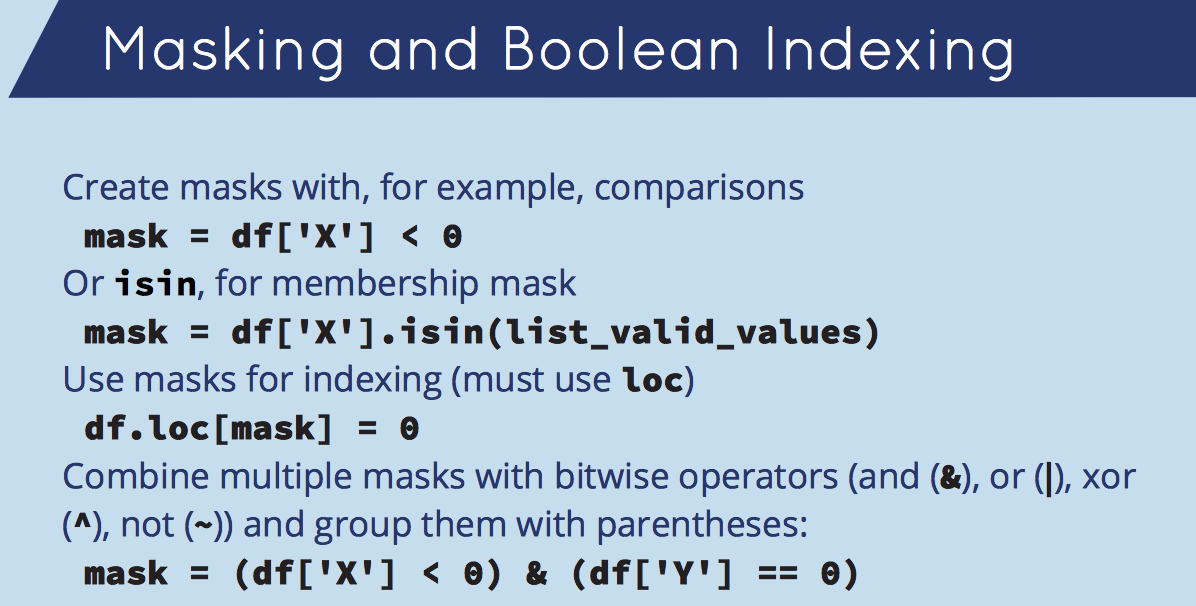 Masking and Boolean Indexing
Create masks with, for example, comparisons
mask = df['X'] < 0
Or isin, for membership mask
mask = df['X'].isin(list_valid_values)
Use masks for indexing (must use loc)
df.loc[mask] = 0
Combine multiple masks with bitwise operators (and (&), or (|), xor
(^), not (~)) and group them with parentheses:
mask = (df['X'] < 0) & (df['Y'] == 0)